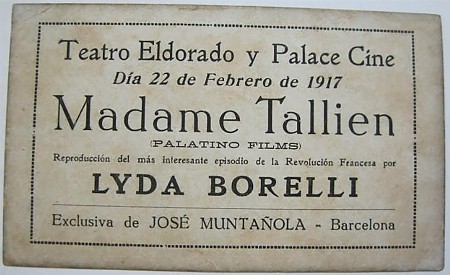 Teatro Eldorado y Palace Cine
Día 22 de Febrero de 1917
Madame Tallien
(PALATINO FILMS)
Reproducción del más interesante episodio de la Revolución Francesa por
LYDA BORELLI
Exclusiva de JOSÉ MUNTAÑOLA - Barcelona